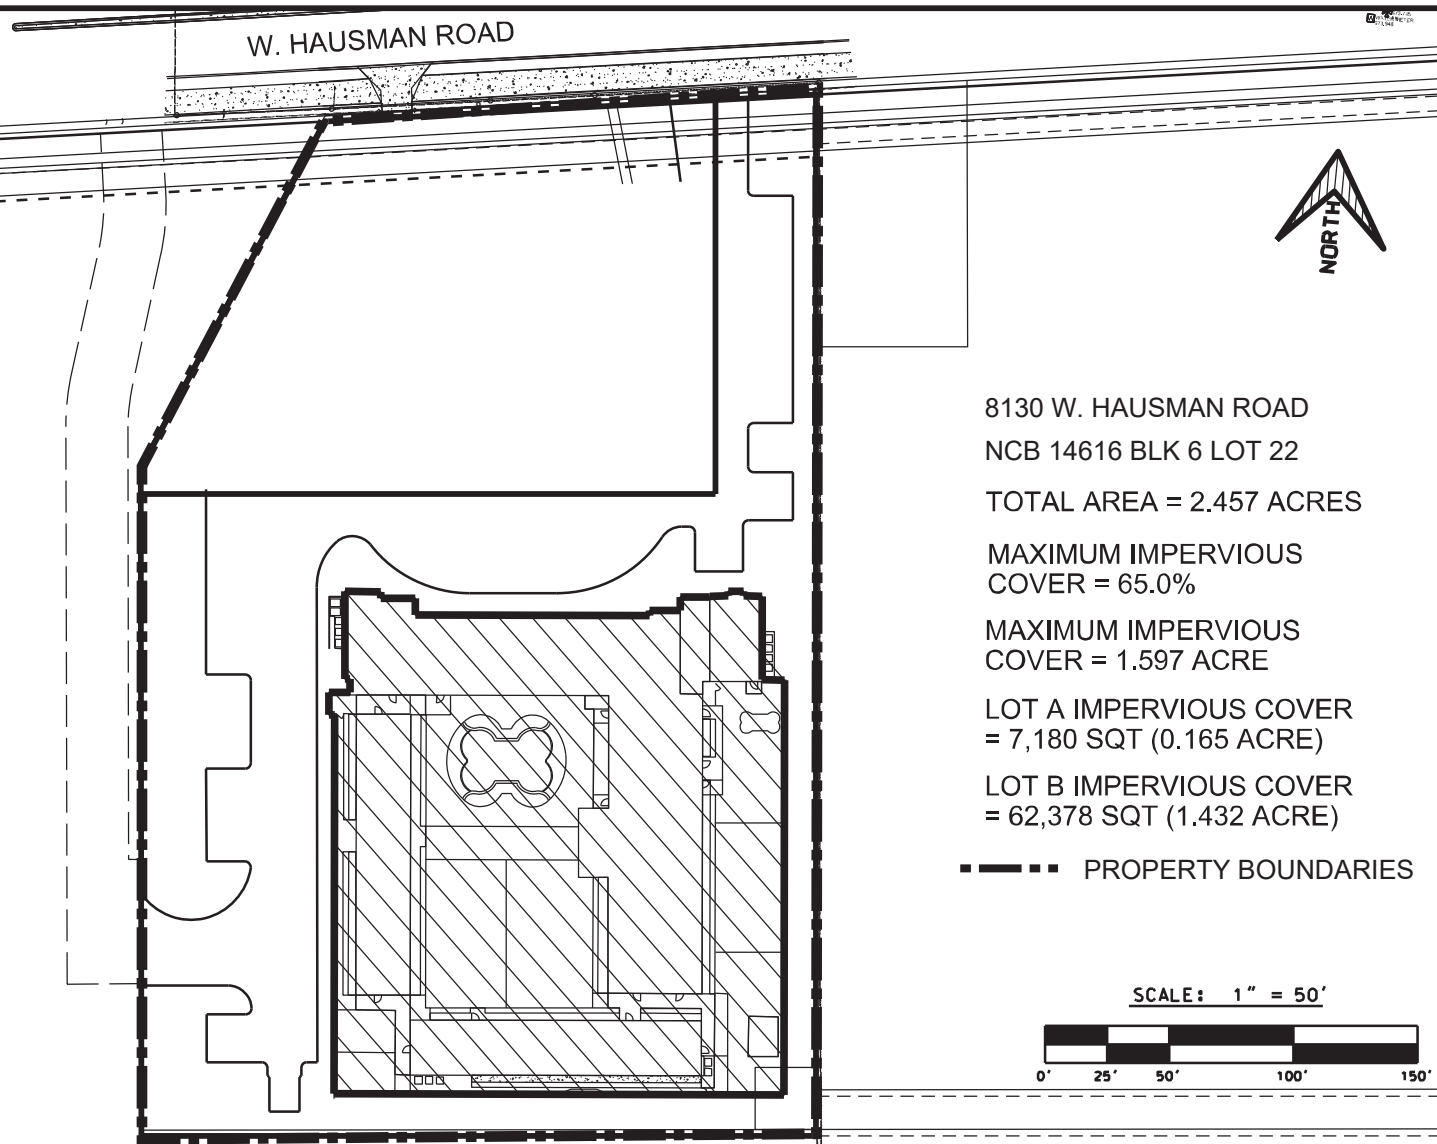 W. HAUSMAN ROAD
NORTH
8130 W. HAUSMAN ROAD
NCB 14616 BLK 6 LOT 22
TOTAL AREA = 2.457 ACRES
MAXIMUM IMPERVIOUS
COVER = 65.0%
MAXIMUM IMPERVIOUS
COVER = 1.597 ACRE
LOT A IMPERVIOUS COVER
= 7,180 SQT (0.165 ACRE)
LOT B IMPERVIOUS COVER
= 62,378 SQT (1.432 ACRE)
PROPERTY BOUNDARIES
SCALE: 1" = 50'
0' 25' 50' 100' 150'